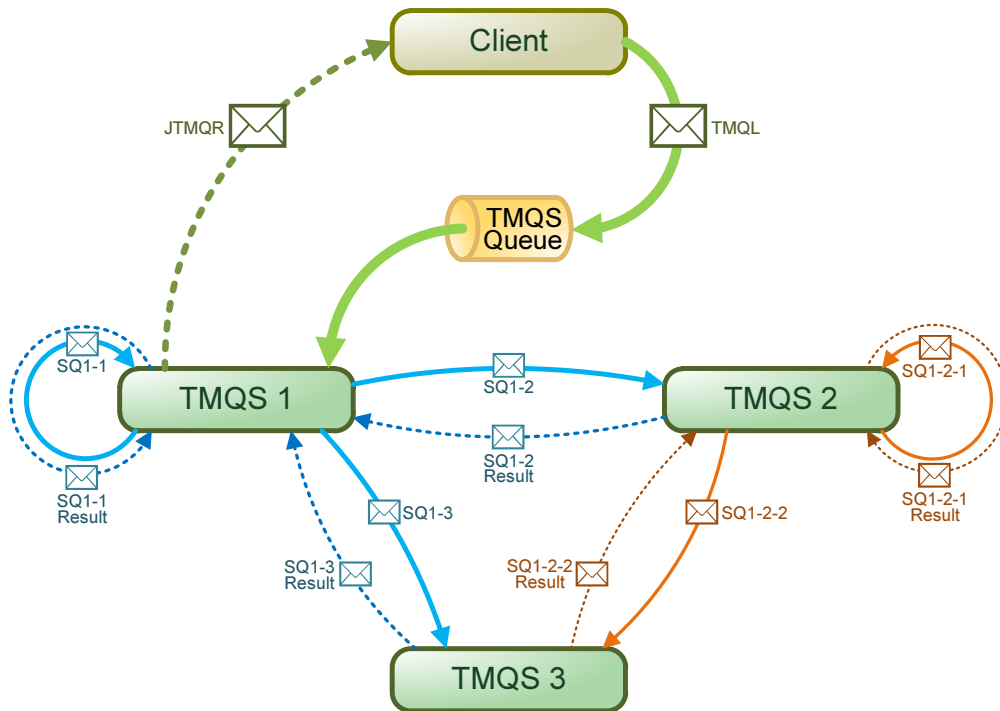 Client
JTMQR
TMQL
TMQS
Queue
SQ1-1
TMQS 1
SQ1-2
TMQS 2
SQ1-2-1
SQ1-1
Result
SQ1-2
Result
SQ1-2-1
Result
SQ1-3
SQ1-2-2
SQ1-3
Result
SQ1-2-2
Result
TMQS 3